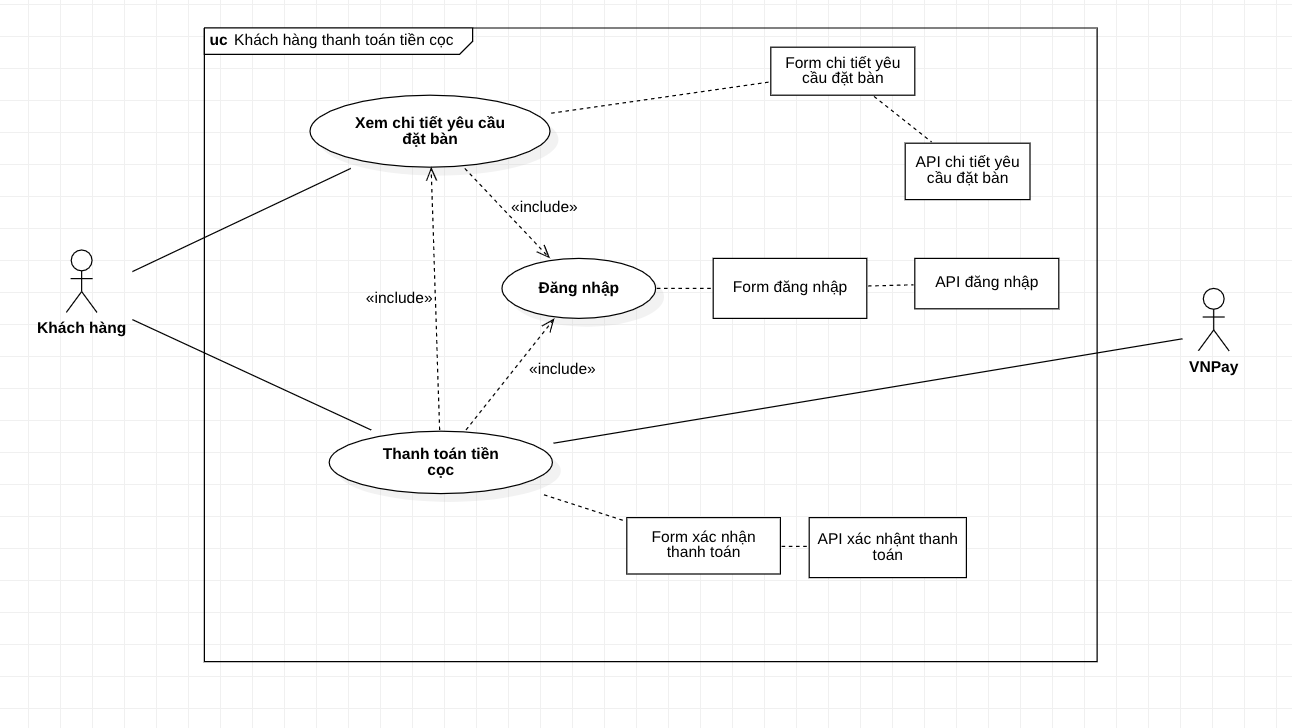 uc Khách hàng thanh toán tiền cọc
Form chi tiết yêu
cầu đặt bàn
Xem chi tiết yêu cầu
đặt bàn
API chi tiết yêu
cầu đặt bàn
«include»
Đăng nhập
Form đăng nhập
API đăng nhập
«include»
Khách hàng
VNPay
«include»
Thanh toán tiền
cọc
Form xác nhận
thanh toán
API xác nhậnt thanh
toán